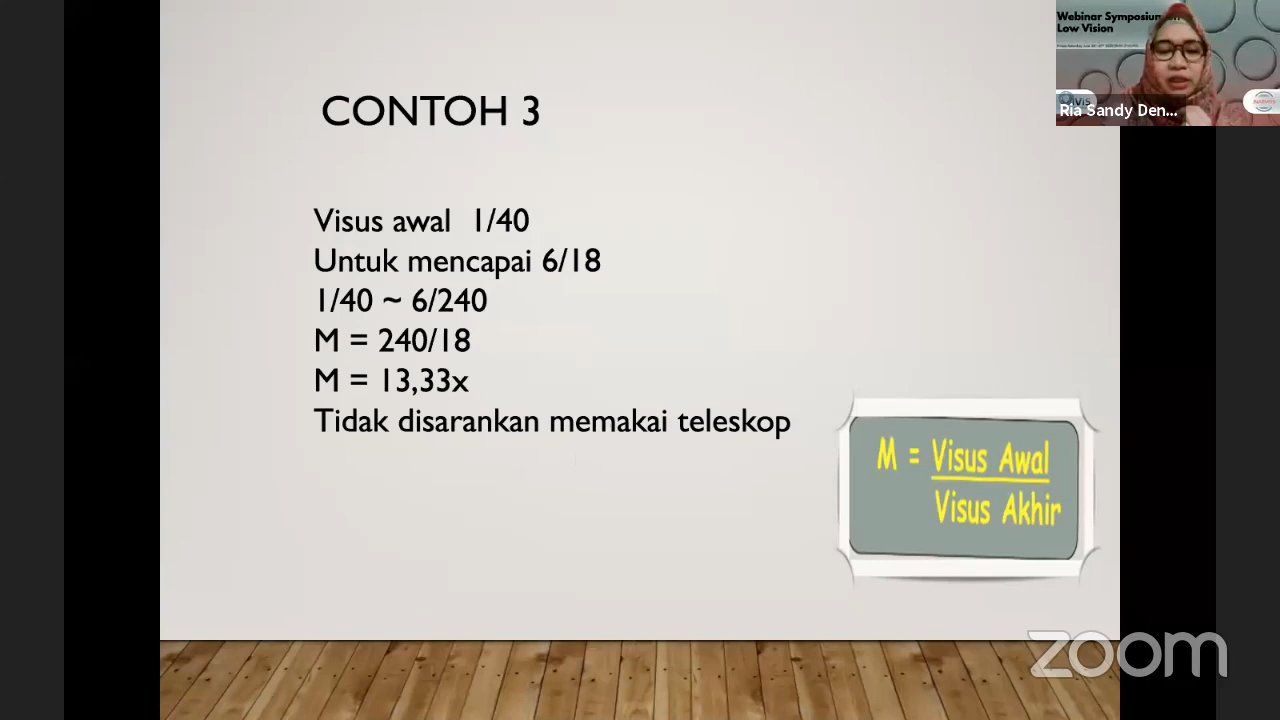 CONTOH 3
Visus awal 1/40
Untuk mencapai 6/18
1/40 ~ 6/240
M = 240/18
M = 13,33x
Tidak disarankan memakai teleskop
M = Visus Awal
Visus Akhir
Webinar Symposium
Low Vision
Ria Sandy Den...
zoom